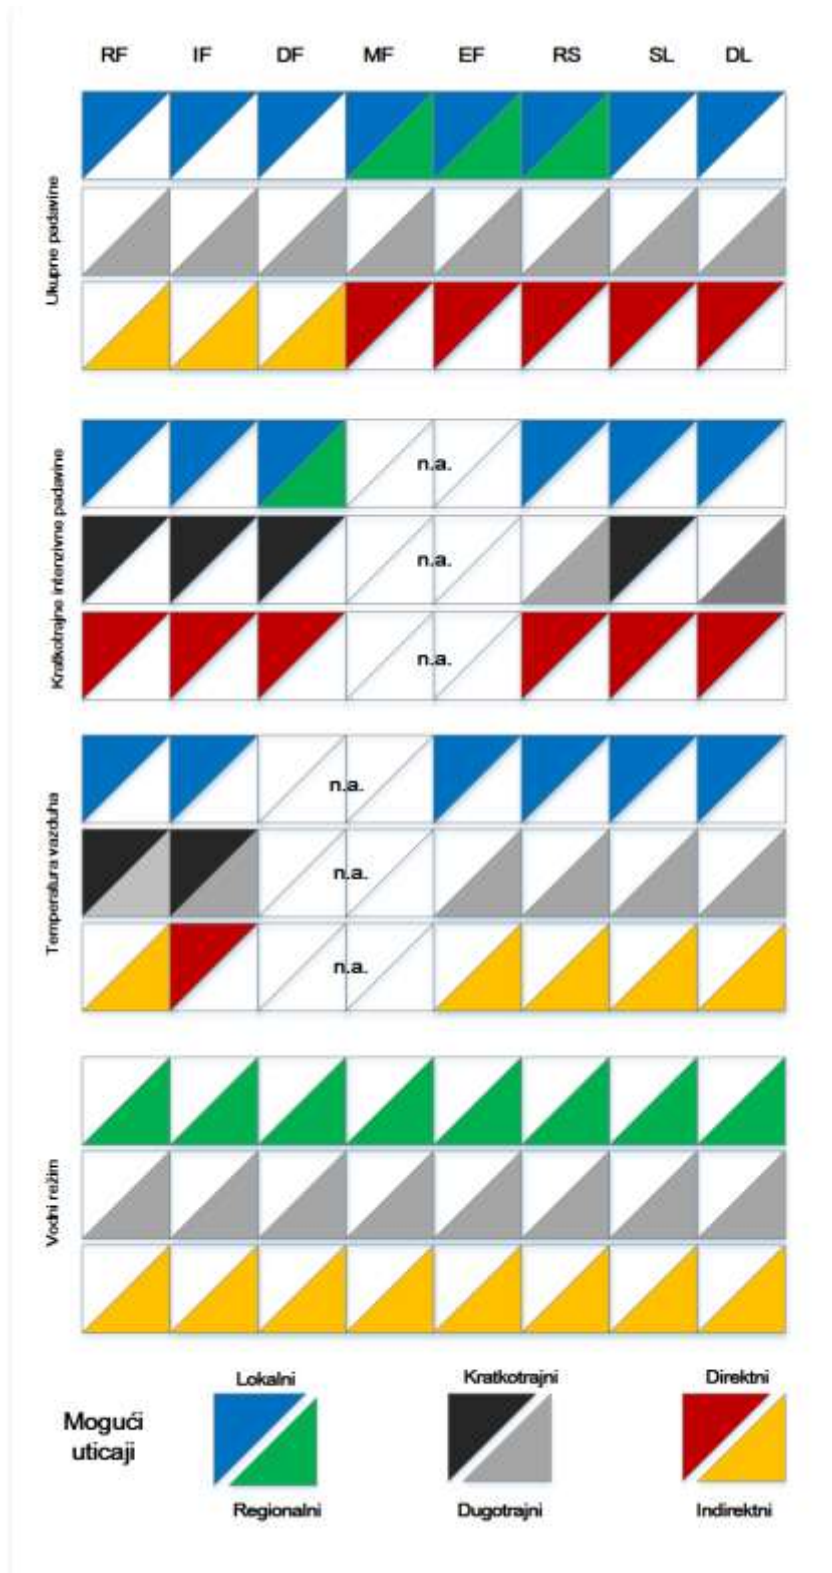 RF IF DF MF EF RS SL DL
Ukupne padavine
Kratkotrajne intenzivne padavine
n.a.
n.a.
n.a.
Temperatura vazduha
n.a.
n.a.
n.a.
Vodni režim
Mogući
uticaji
Lokalni
Regionalni
Kratkotrajni
Dugotrajni
Direktni
Indirektni